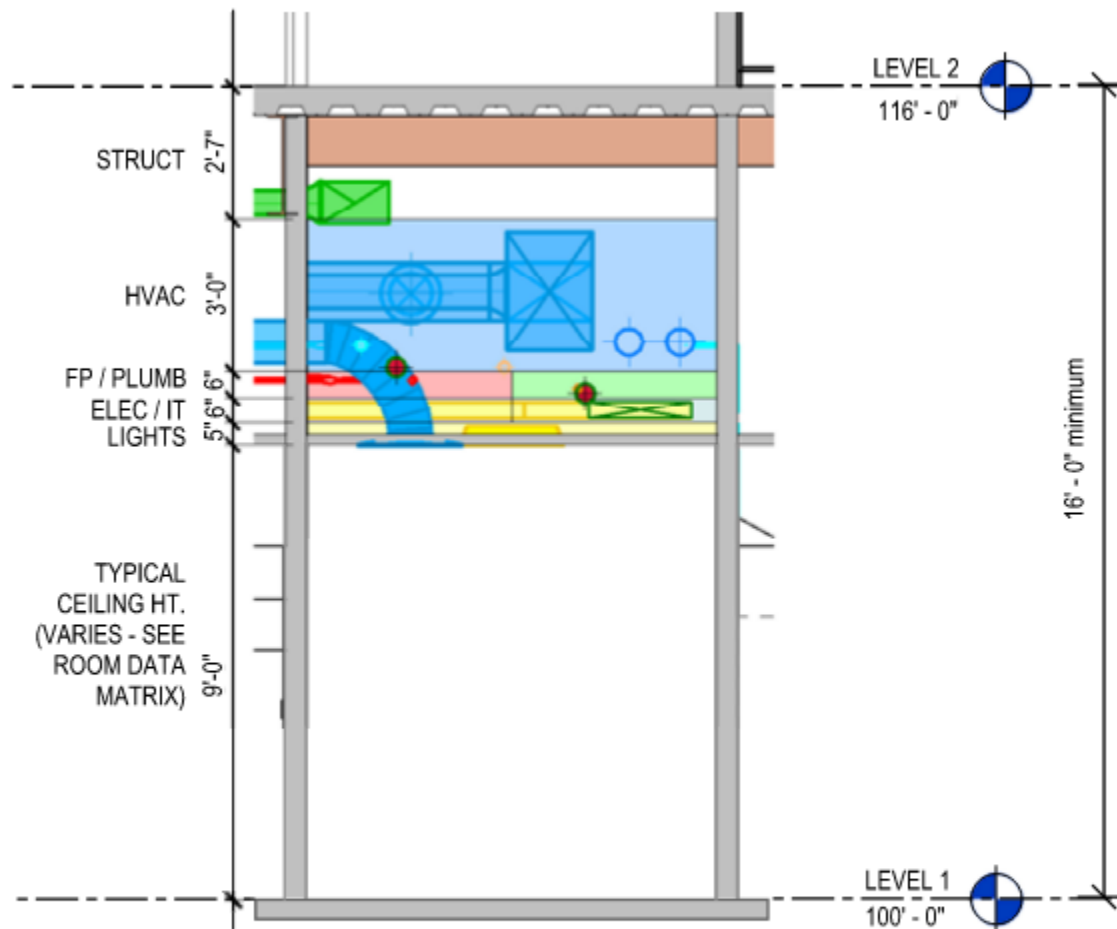 LEVEL 2
116' - 0"
STRUCT
2'-7"
HVAC
3'-0"
FP / PLUMB
6"
ELEC / IT
6"
LIGHTS
5"
16' - 0" minimum
TYPICAL
CEILING HT.
(VARIES - SEE
ROOM DATA
MATRIX)
9'-0"
LEVEL 1
100' - 0"